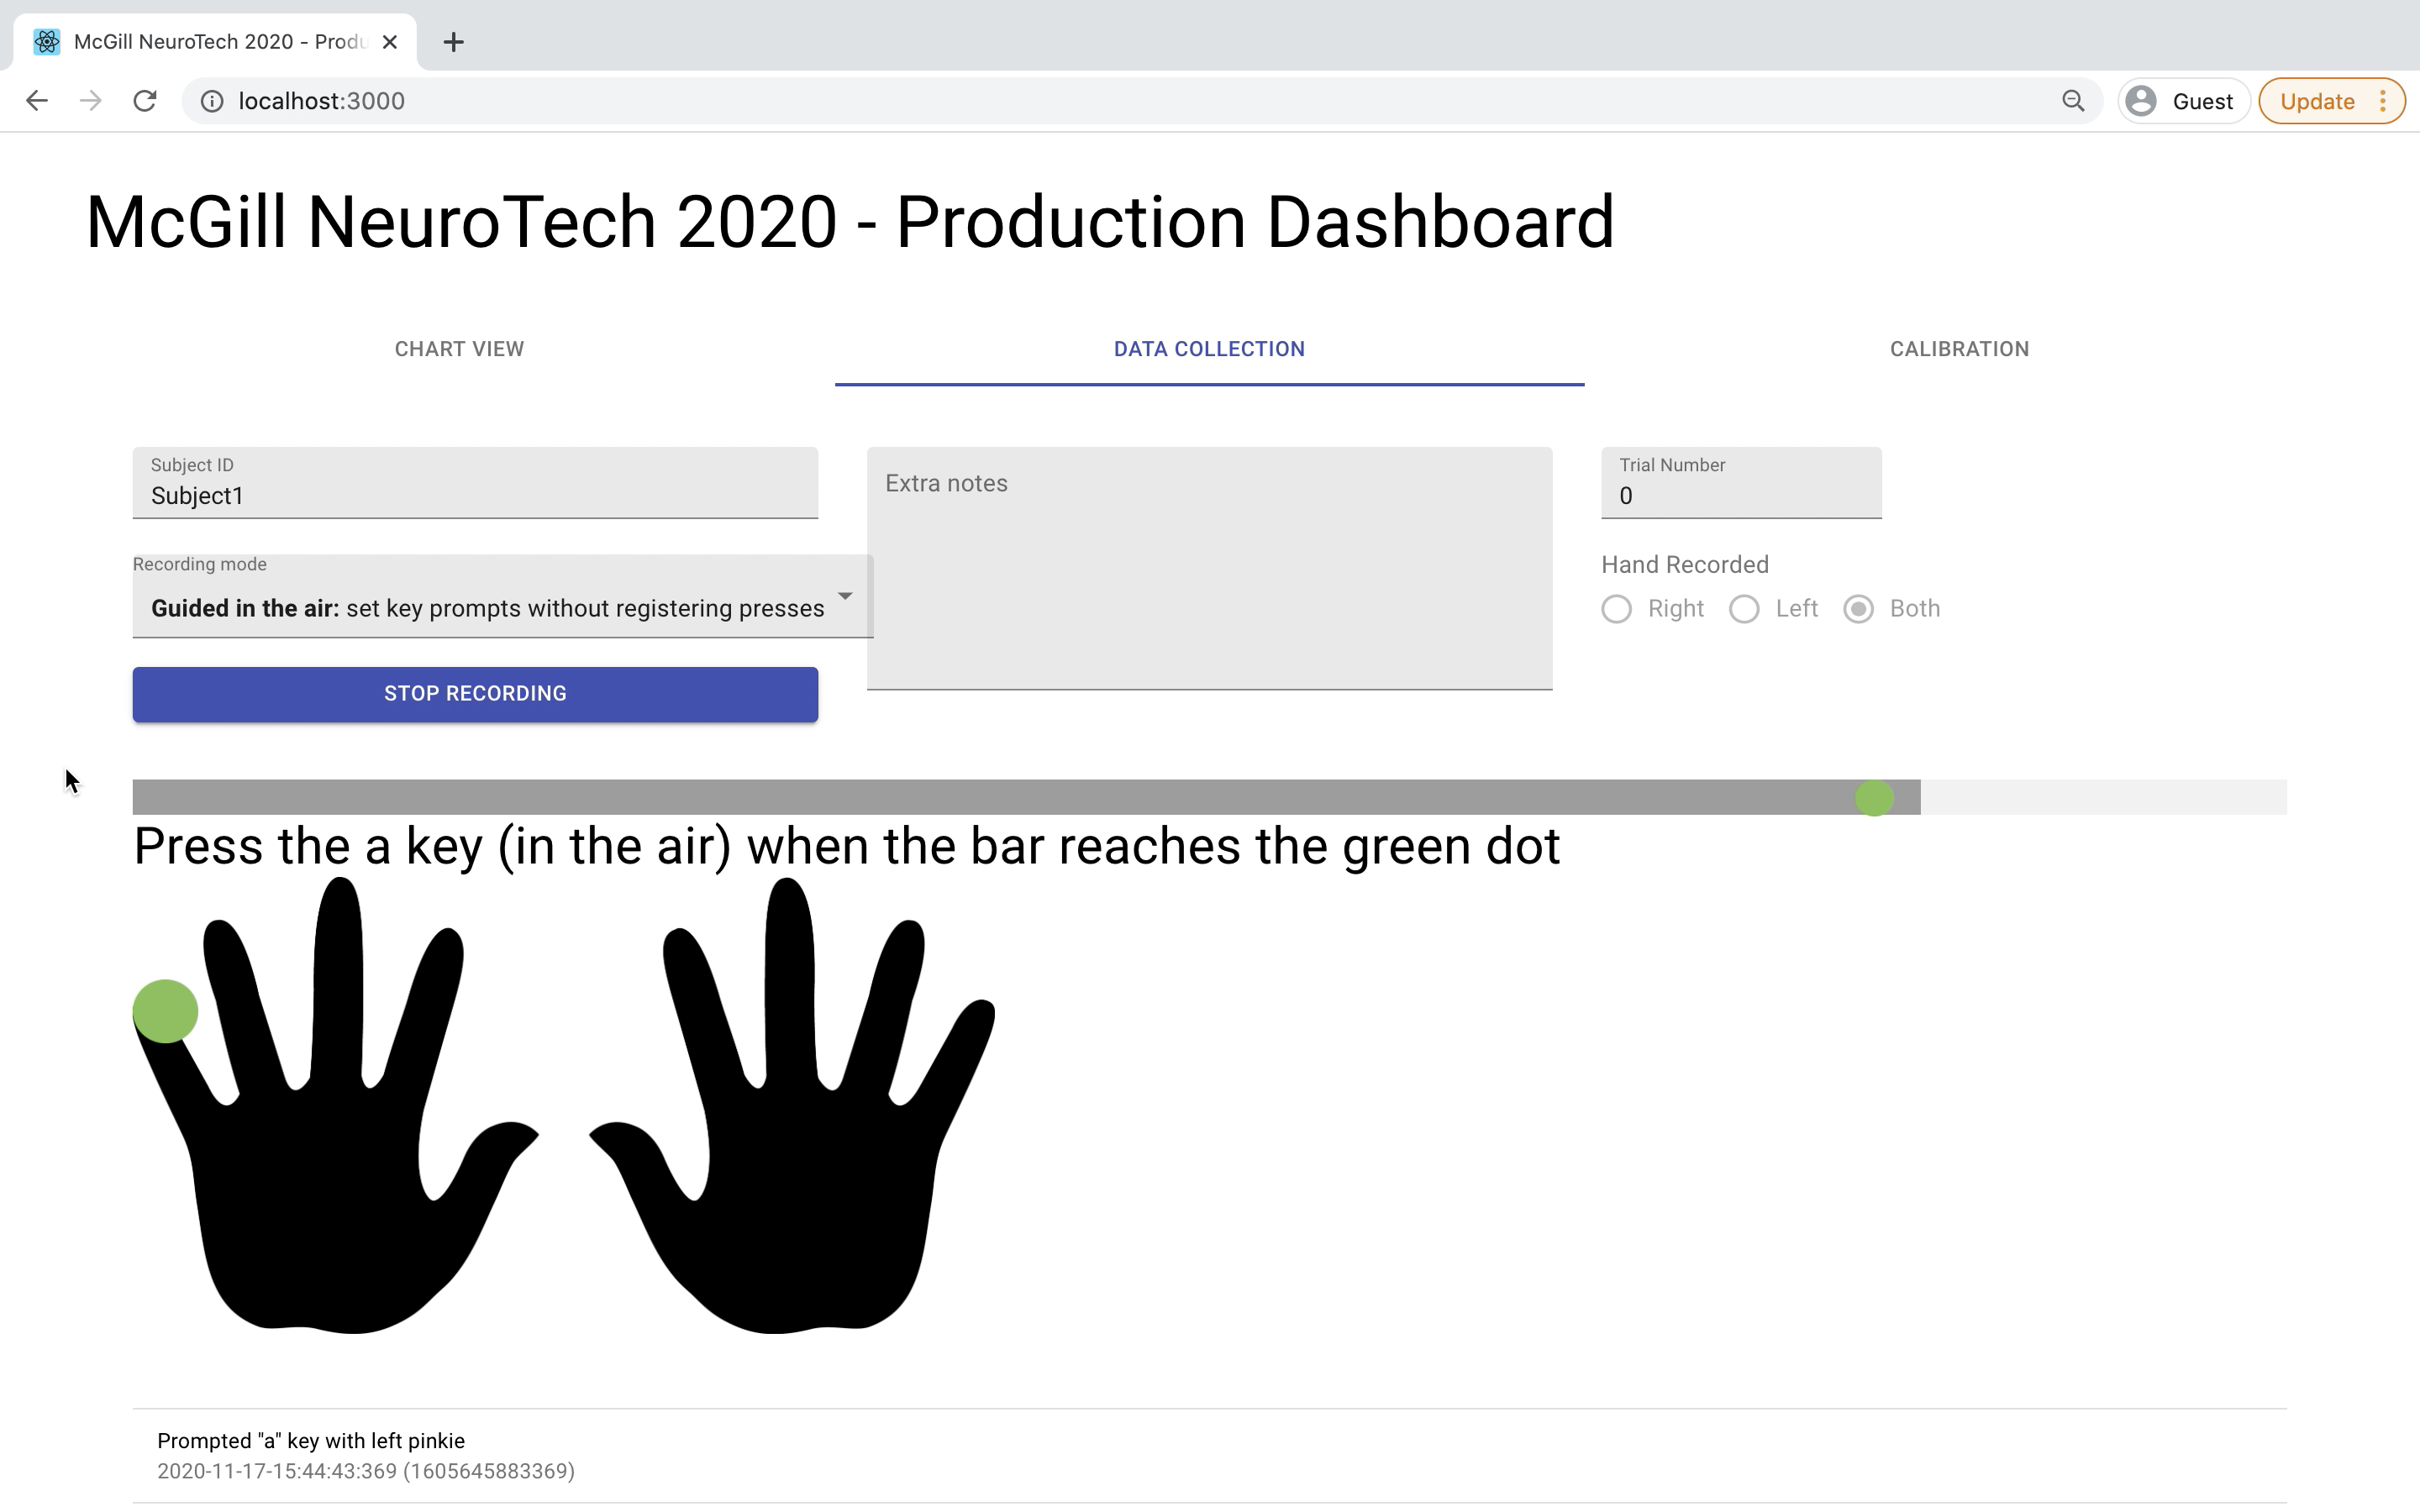 McGill NeuroTech 2020 - Produ
localhost:3000
Guest
Update
McGill NeuroTech 2020 - Production Dashboard
CHART VIEW
DATA COLLECTION
CALIBRATION
Subject ID
Subject1
Extra notes
Trial Number
0
Recording mode
Guided in the air: set key prompts without registering presses
Hand Recorded
Right
Left
Both
STOP RECORDING
Press the a key (in the air) when the bar reaches the green dot
Prompted "a" key with left pinkie
2020-11-17-15:44:43:369 (1605645883369)